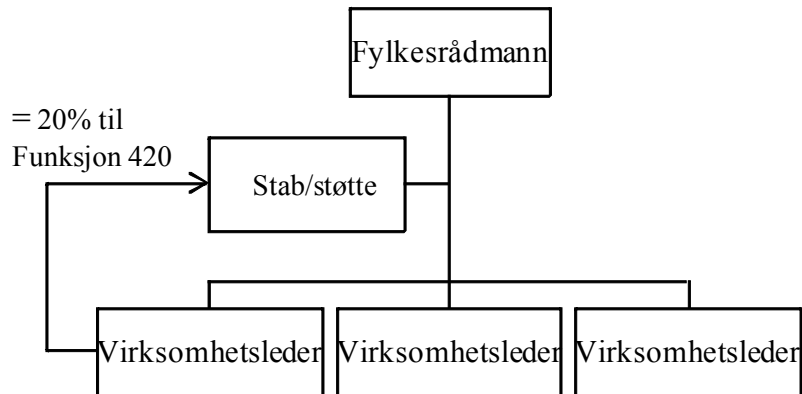 Fylkesrådmann
= 20% til
Funksjon 420
Stab/støtte
Virksomhetsleder
Virksomhetsleder
Virksomhetsleder